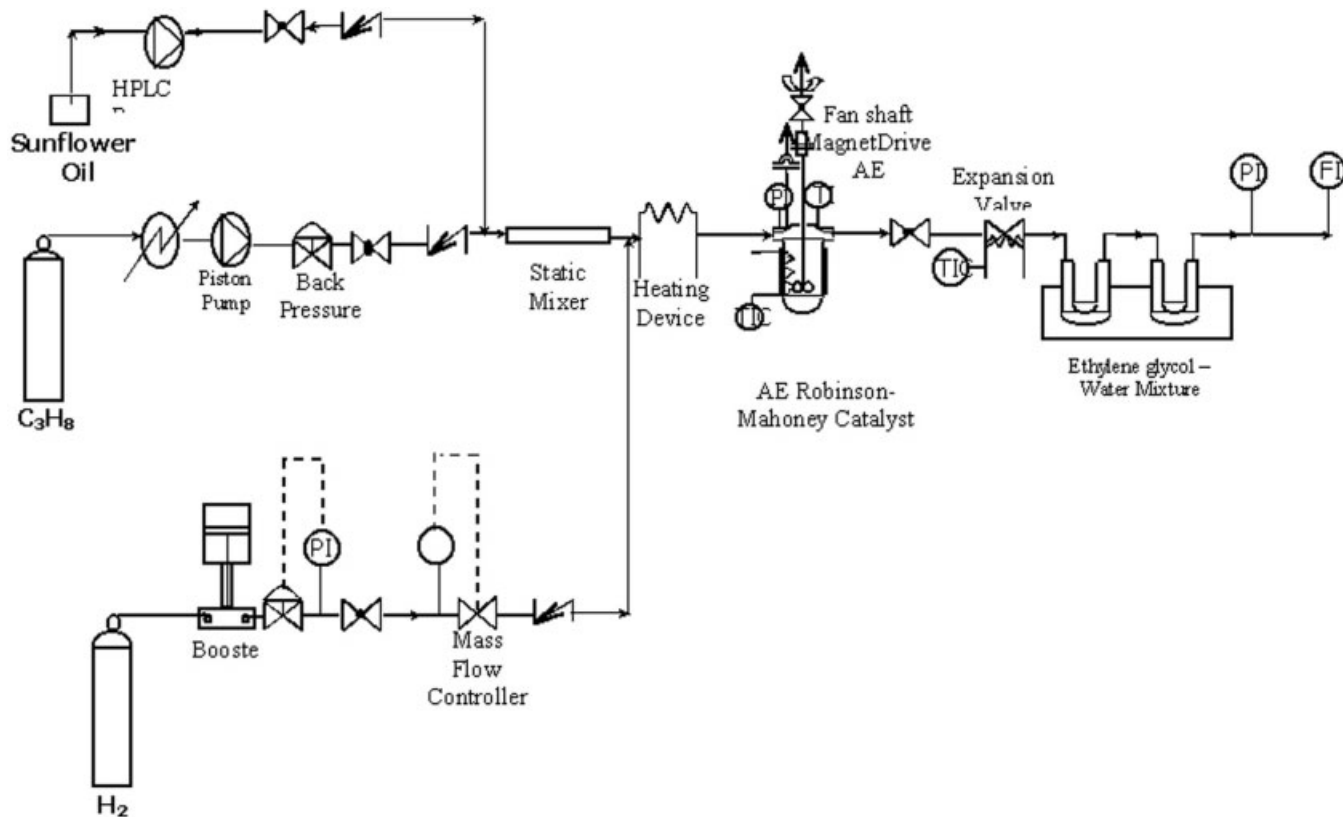 HPLC
Sunflower
Oil
Fan shaft
MagnetDrive
AE
PI
TI
Expansion
Valve
PI
FI
Piston
Pump
Back
Pressure
Static
Mixer
Heating
Device
TIC
TIC
Ethylene glycol –
Water Mixture
AE Robinson-
Mahoney Catalyst
C₃H₈
PI
Booste
Mass
Flow
Controller
H₂